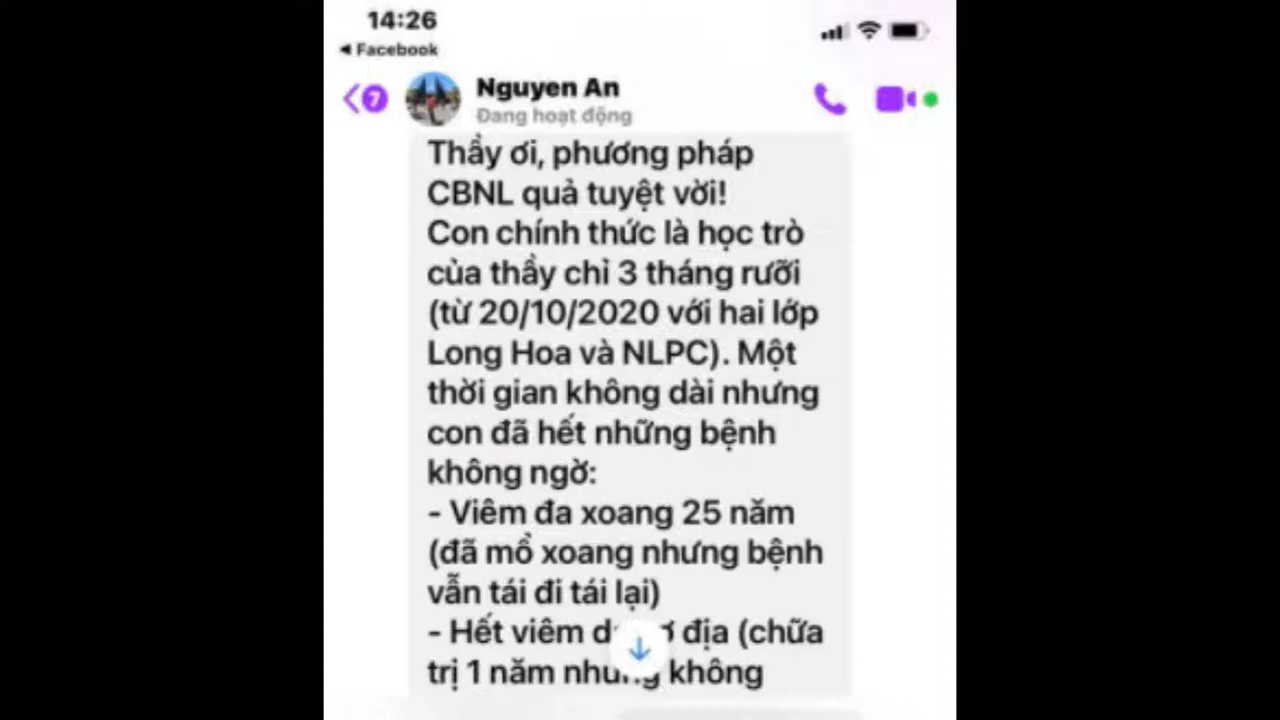 14:26
Facebook
7
Nguyen An
Đang hoạt động
Thầy ơi, phương pháp
CBNL quả tuyệt vời!
Con chính thức là học trò
của thầy chỉ 3 tháng rưỡi
(từ 20/10/2020 với hai lớp
Long Hoa và NLPC). Một
thời gian không dài nhưng
con đã hết những bệnh
không ngờ:
- Viêm đa xoang 25 năm
(đã mổ xoang nhưng bệnh
vẫn tái đi tái lại)
- Hết viêm địa (chữa
trị 1 năm không